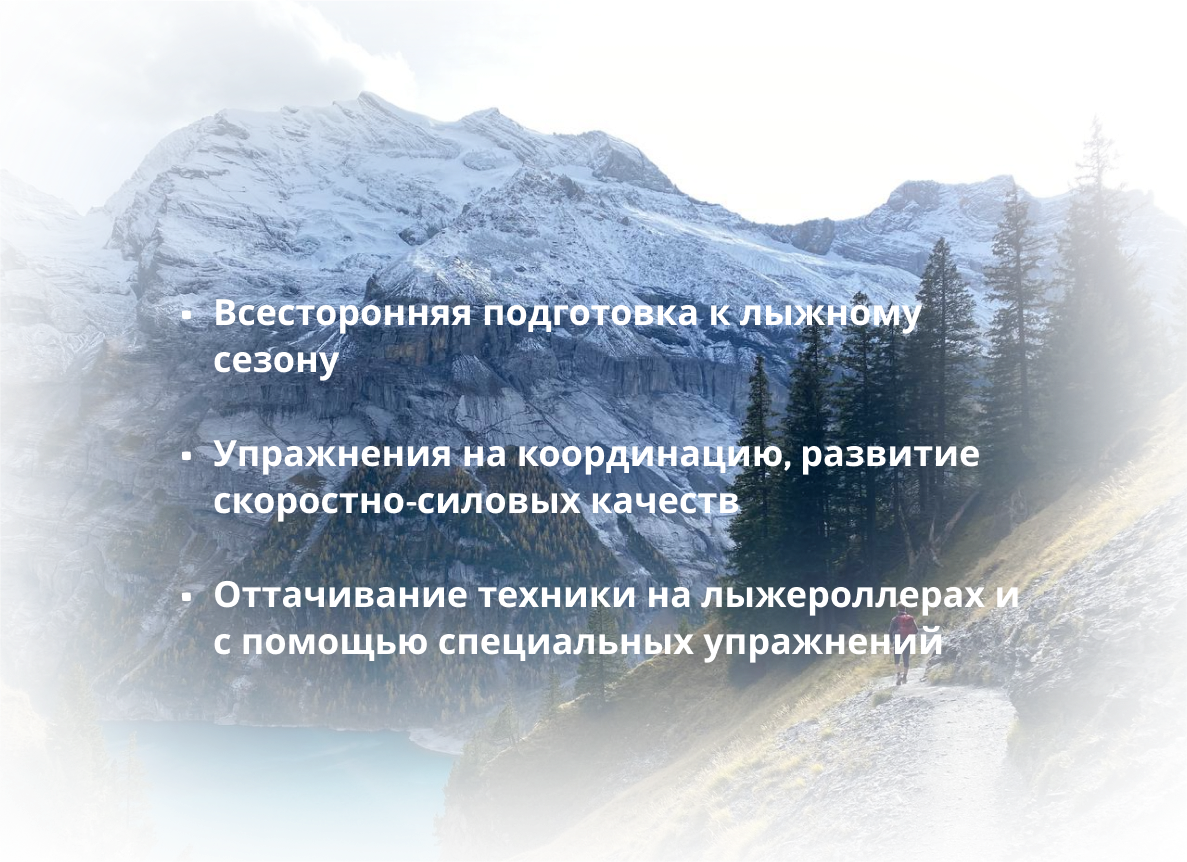 ▪ Всесторонняя подготовка к лыжному
сезону
▪ Упражнения на координацию, развитие
скоростно-силовых качеств
▪ Оттачивание техники на лыжероллерах и
с помощью специальных упражнений